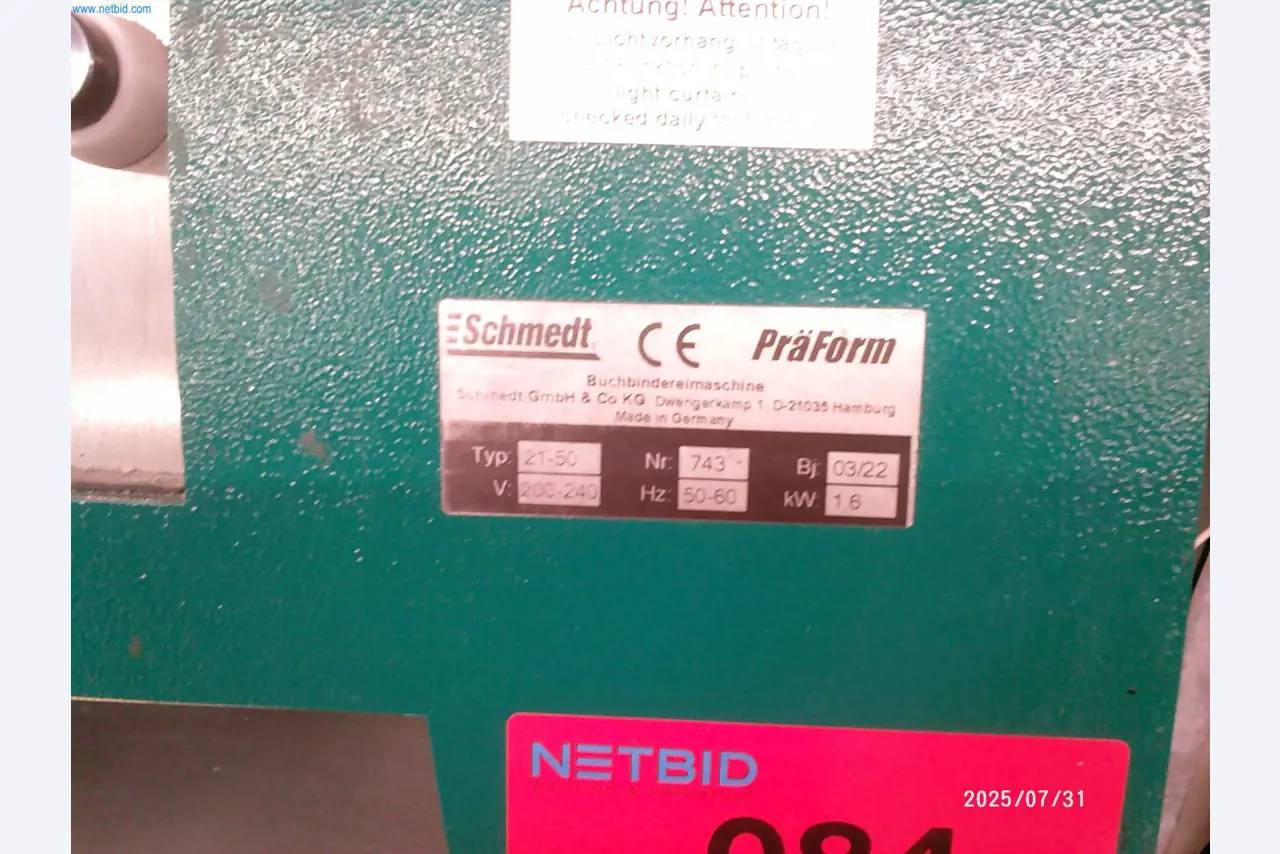 www.netbid.com
Achtung! Attention!
Lichtvorhang
light curtain
checked daily
Schmedt CE PräForm
Buchbindereimaschine
Schmedt GmbH & Co KG Dwengerkamp 1 D-21035 Hamburg
Made in Germany
Typ: 21-50 Nr: 743 Bj: 03/22
V: 200-240 Hz: 50-60 kW: 1,6
NETBID
2025/07/31
084